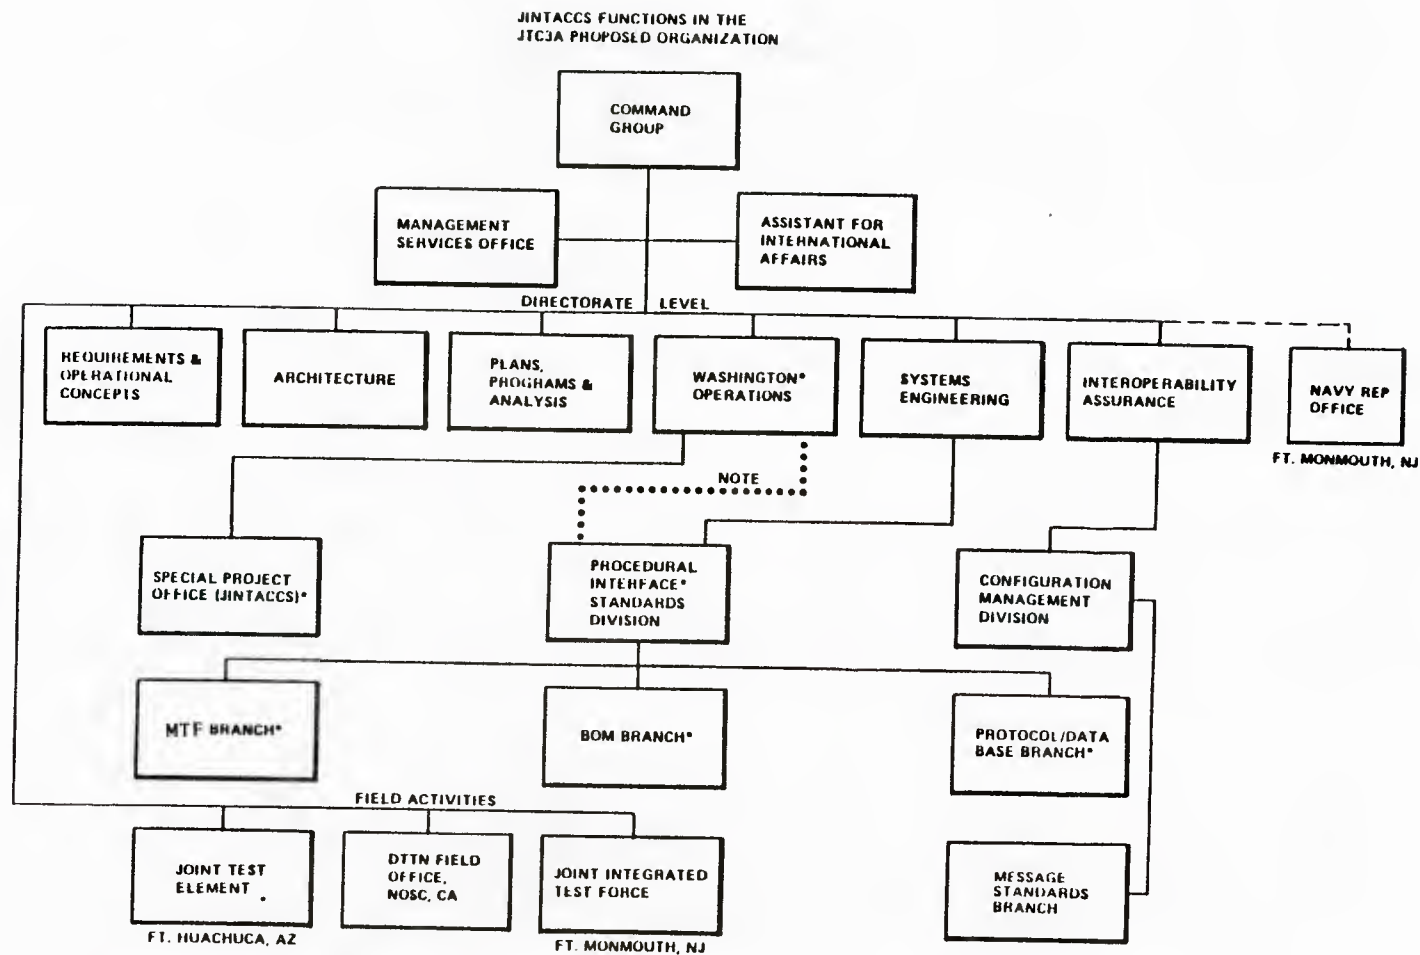 JINTACCS FUNCTIONS IN THE
JTC3A PROPOSED ORGANIZATION
COMMAND
GROUP
MANAGEMENT
SERVICES OFFICE
ASSISTANT FOR
INTERNATIONAL
AFFAIRS
DIRECTORATE LEVEL
REQUIREMENTS &
OPERATIONAL
CONCEPTS
ARCHITECTURE
PLANS,
PROGRAMS &
ANALYSIS
WASHINGTON*
OPERATIONS
SYSTEMS
ENGINEERING
INTEROPERABILITY
ASSURANCE
NAVY REP
OFFICE
FT. MONMOUTH, NJ
NOTE
SPECIAL PROJECT
OFFICE (JINTACCS)*
PROCEDURAL
INTERFACE*
STANDARDS
DIVISION
CONFIGURATION
MANAGEMENT
DIVISION
MTF BRANCH*
BOM BRANCH*
PROTOCOL/DATA
BASE BRANCH*
FIELD ACTIVITIES
JOINT TEST
ELEMENT
FT. HUACHUCA, AZ
DTTN FIELD
OFFICE,
NOSC, CA
JOINT INTEGRATED
TEST FORCE
FT. MONMOUTH, NJ
MESSAGE
STANDARDS
BRANCH